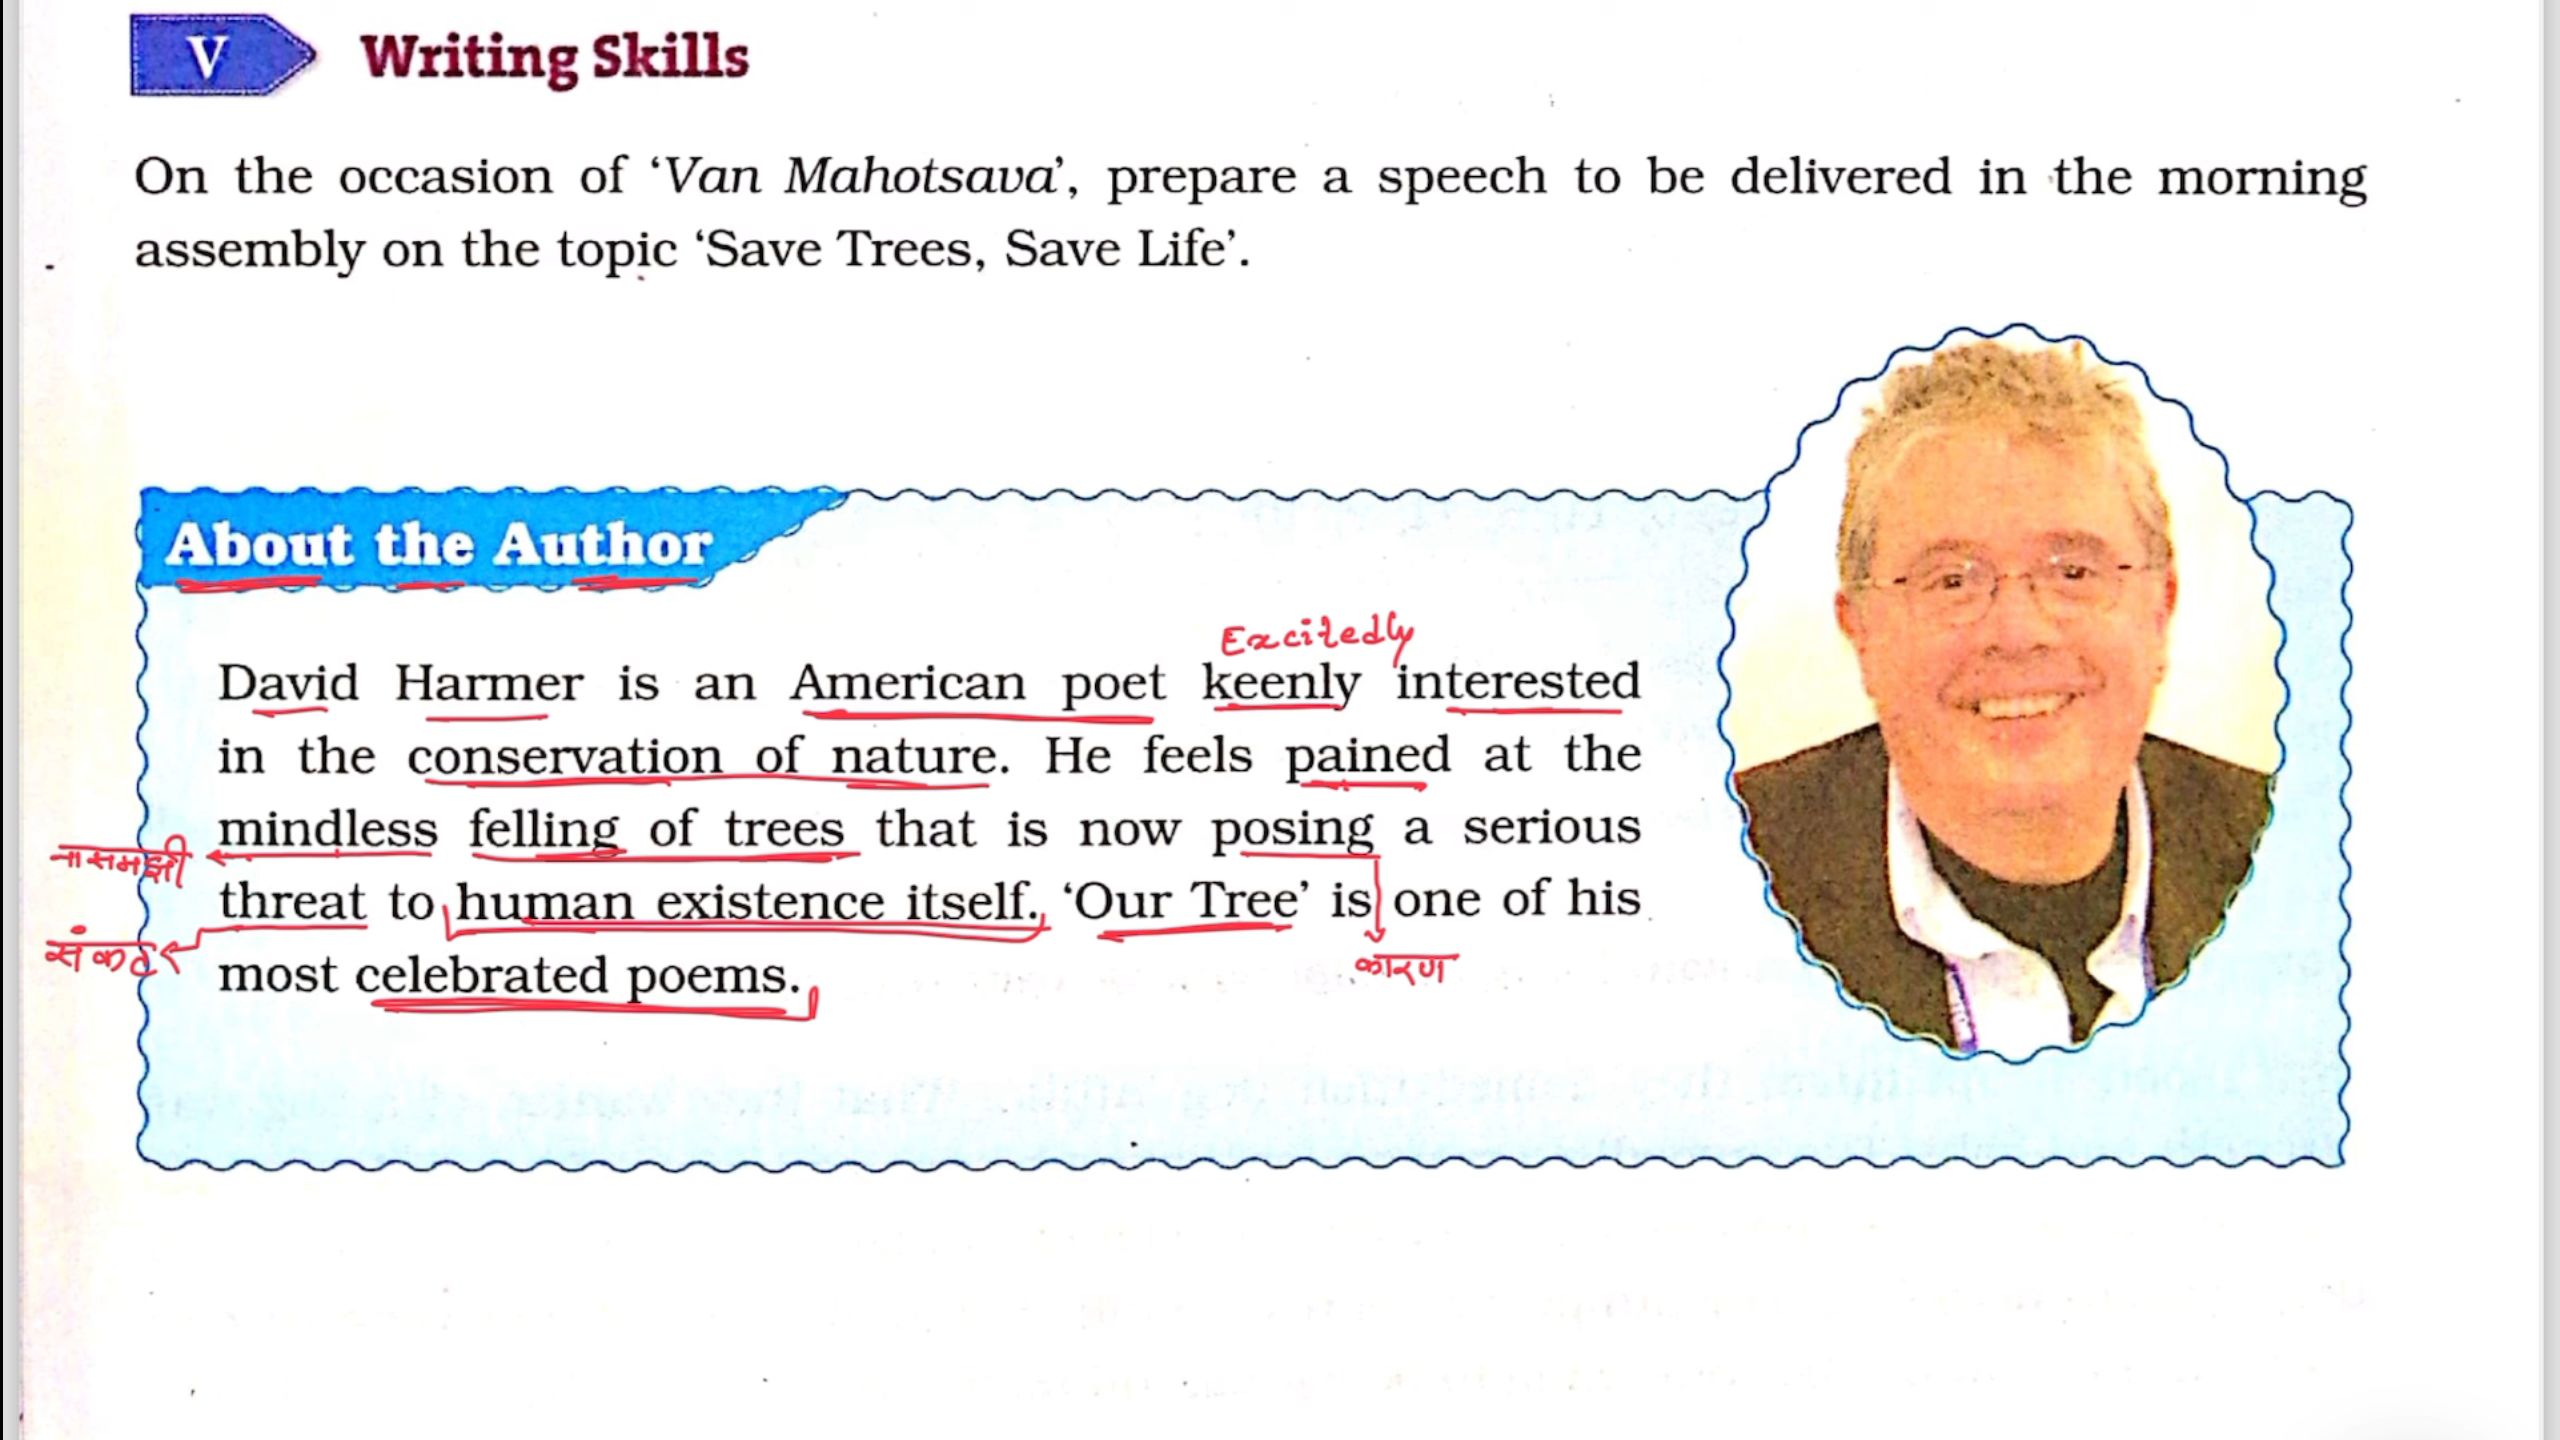 V Writing Skills
On the occasion of ‘Van Mahotsava’, prepare a speech to be delivered in the morning
assembly on the topic ‘Save Trees, Save Life’.
About the Author
Excitedly
David Harmer is an American poet keenly interested
in the conservation of nature. He feels pained at the
mindless felling of trees that is now posing a serious
नासमझी
threat to human existence itself. ‘Our Tree’ is one of his
संकट
कारण
most celebrated poems.